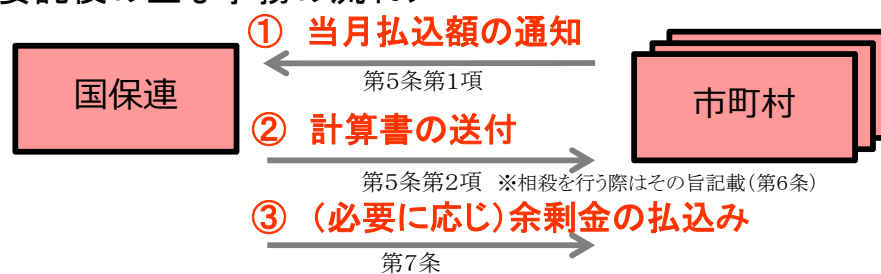 ① 当月払込額の通知
第5条第1項
国保連
市町村
② 計算書の送付
第5条第2項 ※相殺を行う際はその旨記載(第6条)
③ (必要に応じ)余剰金の払込み
第7条